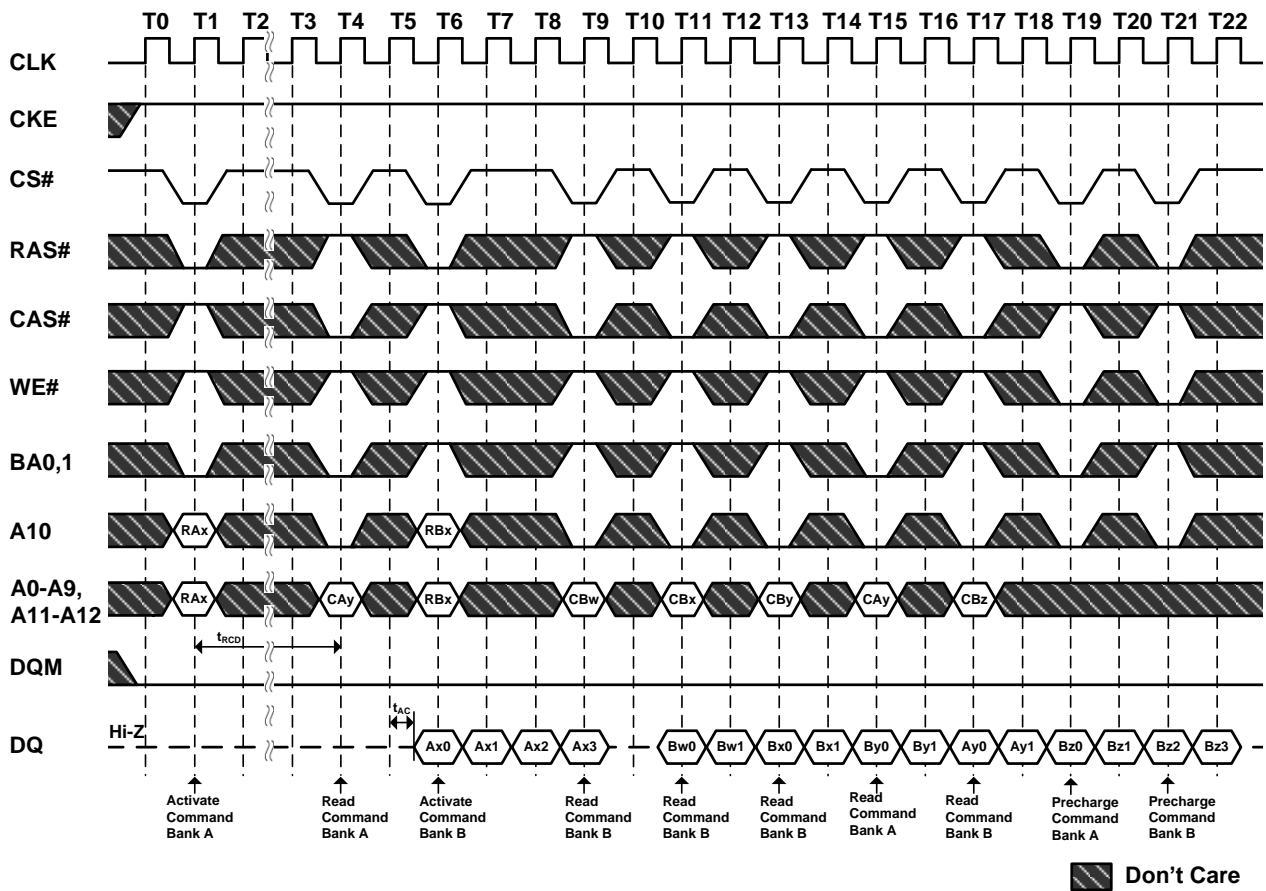 T0 T1 T2 T3 T4 T5 T6 T7 T8 T9 T10 T11 T12 T13 T14 T15 T16 T17 T18 T19 T20 T21 T22
CLK
CKE
CS#
RAS#
CAS#
WE#
BA0,1
A10
RAx RBx
A0-A9,
A11-A12
RAx CAy RBx CBw CBx CBy CAy CBz
tRCD
DQM
tAC
Hi-Z
DQ
Ax0 Ax1 Ax2 Ax3 Bw0 Bw1 Bx0 Bx1 By0 By1 Ay0 Ay1 Bz0 Bz1 Bz2 Bz3
Activate
Command
Bank A
Read
Command
Bank A
Activate
Command
Bank B
Read
Command
Bank B
Read
Command
Bank B
Read
Command
Bank B
Read
Command
Bank A
Read
Command
Bank B
Precharge
Command
Bank A
Precharge
Command
Bank B
Don't Care